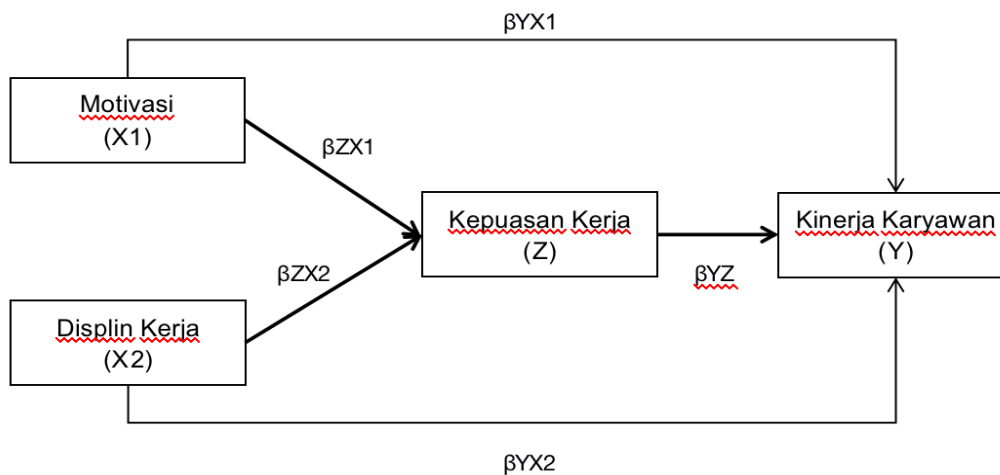 βYX1
Motivasi
(X1)
βZX1
Kepuasan Kerja
(Z)
Kinerja Karyawan
(Y)
βZX2
βYZ
Displin Kerja
(X2)
βYX2